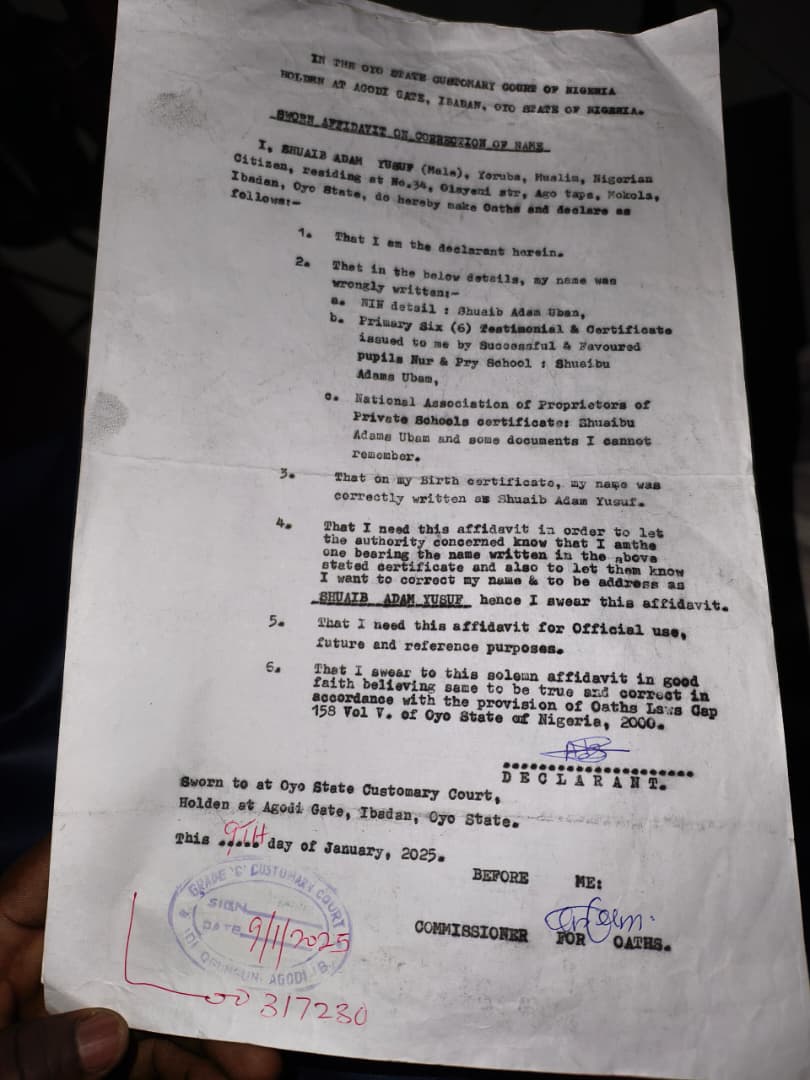 IN THE OYO STATE CUSTOMARY COURT OF NIGERIA
HOLDEN AT AGODI GATE, IBADAN, OYO STATE OF NIGERIA.
SWORN AFFIDAVIT ON CORRECTION OF NAME
I, SHUAIB ADAM YUSUF (Male), Yoruba, Muslim, Nigerian
Citizen, residing at No.34, Olayeni str, Ago tapa, Mokola,
Ibadan, Oyo State, do hereby make Oaths and declare as
follows:-
1. That I am the declarant herein.
2. That in the below details, my name was
wrongly written:-
a. NIN detail : Shuaib Adam Uban,
b. Primary Six (6) Testimonial & Certificate
issued to me by Successful & Favoured
pupils Nur & Pry School : Shuaibu
Adams Ubam,
c. National Association of Proprietors of
Private Schools certificate: Shuaibu
Adams Ubam and some documents I cannot
remember.
3. That on my Birth certificate, my name was
correctly written as Shuaib Adam Yusuf.
4. That I need this affidavit in order to let
the authority concerned know that I amthe
one bearing the name written in the above
stated certificate and also to let them know
I want to correct my name & to be address as
SHUAIB ADAM YUSUF hence I swear this affidavit.
5. That I need this affidavit for Official use,
future and reference purposes.
6. That I swear to this solemn affidavit in good
faith believing same to be true and correct in
accordance with the provision of Oaths Laws Cap
158 Vol V. of Oyo State of Nigeria, 2000.
DECLARANT.
Sworn to at Oyo State Customary Court,
Holden at Agodi Gate, Ibadan, Oyo State.
This 9TH day of January, 2025.
BEFORE ME:
COMMISSIONER FOR OATHS.
GRADE 'C' CUSTOMARY COURT
SIGN
DATE 9/1/2025
AGODI IB
00317230